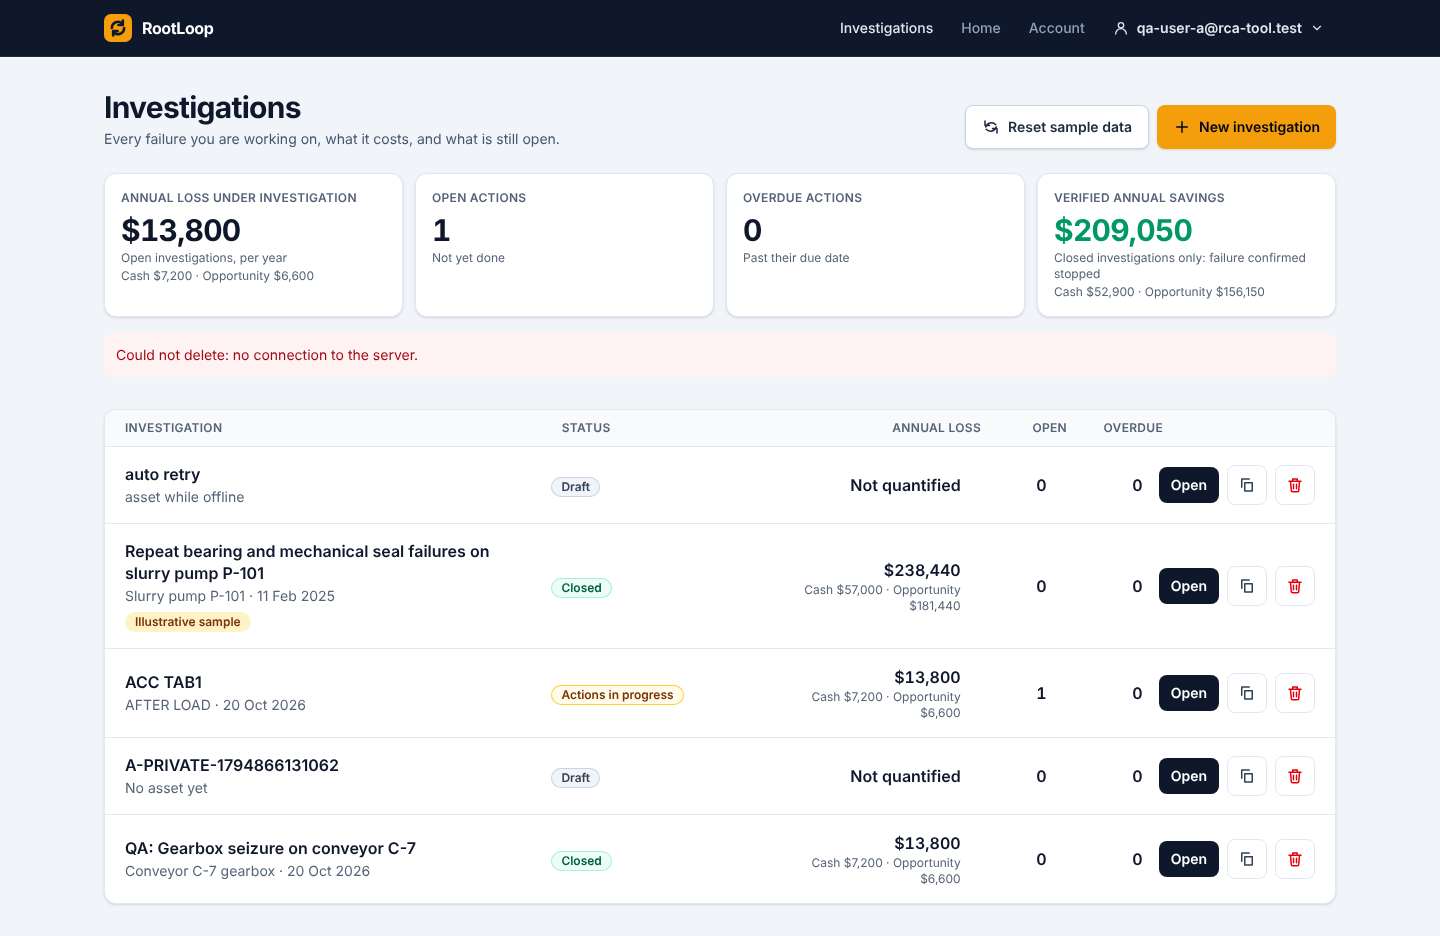 RootLoop
Investigations
Home
Account
qa-user-a@rca-tool.test
Investigations
Every failure you are working on, what it costs, and what is still open.
Reset sample data
New investigation
ANNUAL LOSS UNDER INVESTIGATION
$13,800
Open investigations, per year
Cash $7,200 · Opportunity $6,600
OPEN ACTIONS
1
Not yet done
OVERDUE ACTIONS
0
Past their due date
VERIFIED ANNUAL SAVINGS
$209,050
Closed investigations only: failure confirmed
stopped
Cash $52,900 · Opportunity $156,150
Could not delete: no connection to the server.
INVESTIGATION STATUS ANNUAL LOSS OPEN OVERDUE
auto retry
asset while offline
Draft
Not quantified
0
0
Open
Repeat bearing and mechanical seal failures on
slurry pump P-101
Slurry pump P-101 · 11 Feb 2025
Illustrative sample
Closed
$238,440
Cash $57,000 · Opportunity
$181,440
0
0
Open
ACC TAB1
AFTER LOAD · 20 Oct 2026
Actions in progress
$13,800
Cash $7,200 · Opportunity
$6,600
1
0
Open
A-PRIVATE-1794866131062
No asset yet
Draft
Not quantified
0
0
Open
QA: Gearbox seizure on conveyor C-7
Conveyor C-7 gearbox · 20 Oct 2026
Closed
$13,800
Cash $7,200 · Opportunity
$6,600
0
0
Open